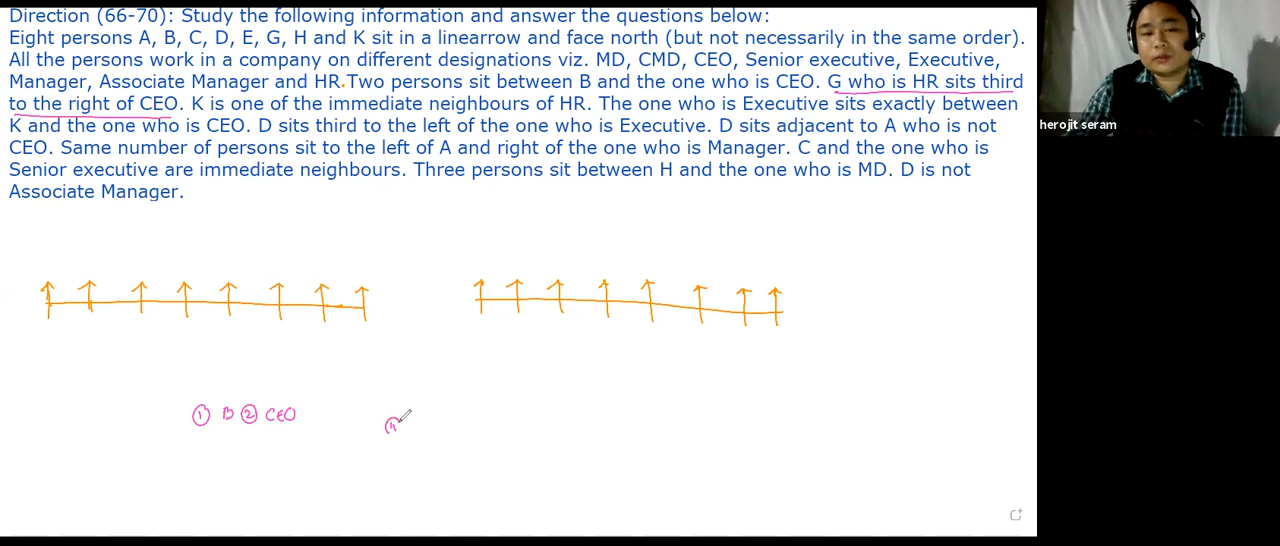 Direction (66-70): Study the following information and answer the questions below:
Eight persons A, B, C, D, E, G, H and K sit in a linearrow and face north (but not necessarily in the same order).
All the persons work in a company on different designations viz. MD, CMD, CEO, Senior executive, Executive,
Manager, Associate Manager and HR.Two persons sit between B and the one who is CEO. G who is HR sits third
to the right of CEO. K is one of the immediate neighbours of HR. The one who is Executive sits exactly between
K and the one who is CEO. D sits third to the left of the one who is Executive. D sits adjacent to A who is not
CEO. Same number of persons sit to the left of A and right of the one who is Manager. C and the one who is
Senior executive are immediate neighbours. Three persons sit between H and the one who is MD. D is not
Associate Manager.
herojit seram
① B ② CEO